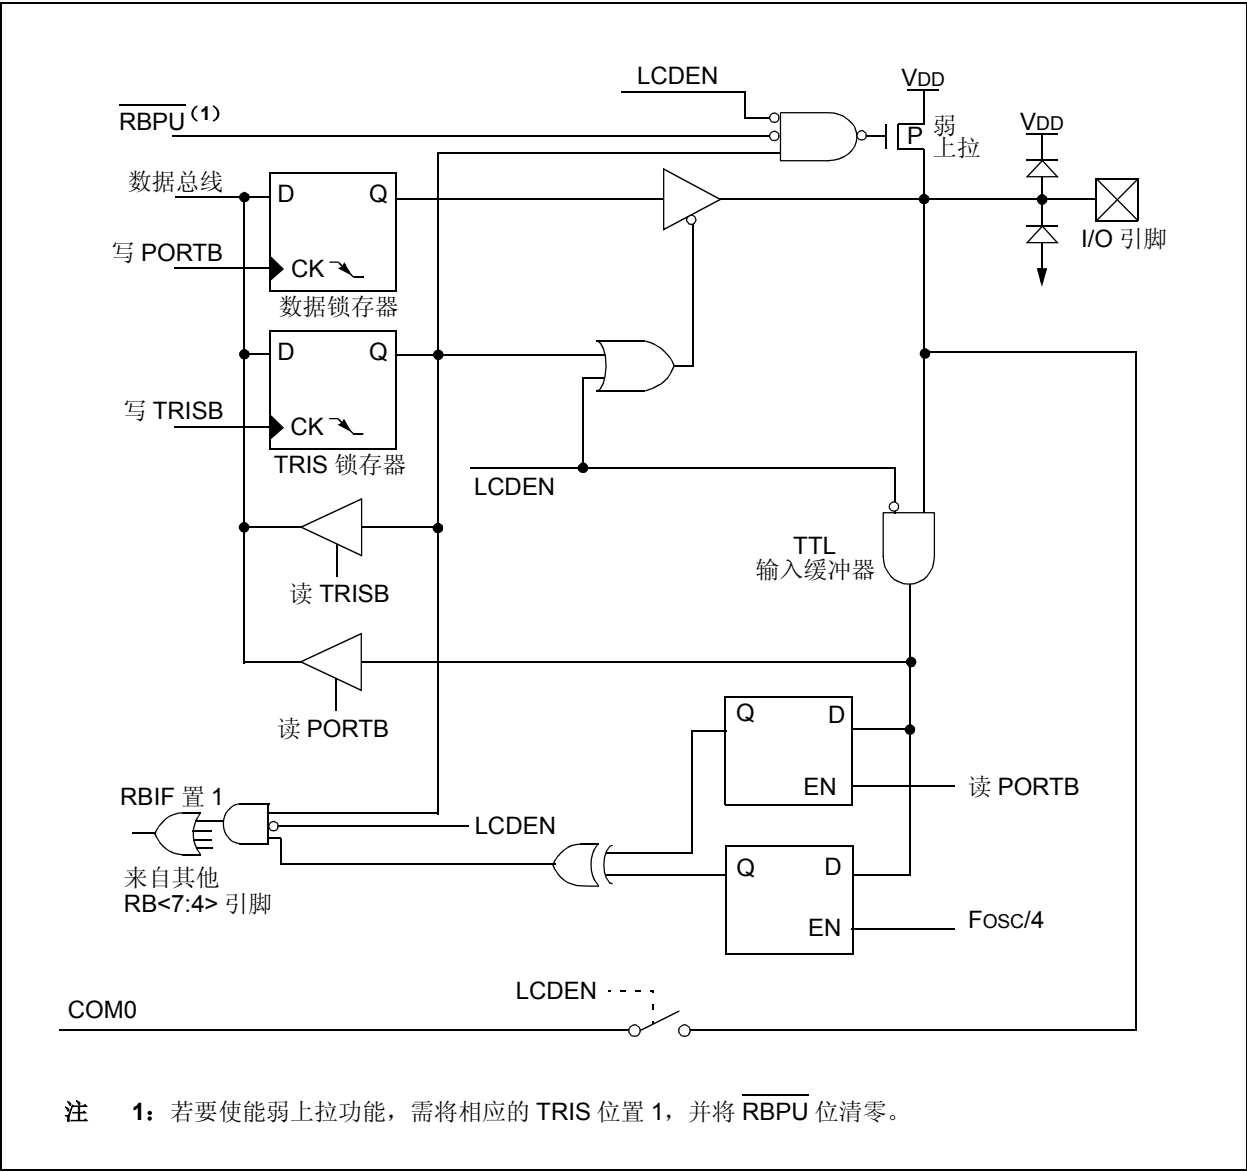 LCDEN
VDD
RBPU(1)
P
弱
上拉
VDD
数据总线
D
Q
写 PORTB
CK
I/O 引脚
数据锁存器
D
Q
写 TRISB
CK
TRIS 锁存器
LCDEN
TTL
输入缓冲器
读 TRISB
读 PORTB
Q
D
EN
读 PORTB
RBIF 置 1
LCDEN
来自其他
RB<7:4> 引脚
Q
D
EN
FOSC/4
LCDEN
COM0
注 1：若要使能弱上拉功能，需将相应的 TRIS 位置 1，并将 RBPU 位清零。